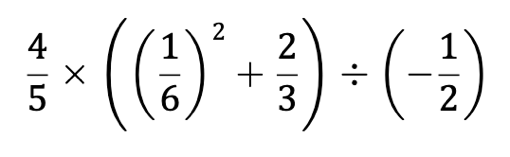 4/5 × ((1/6)² + 2/3) ÷ (−1/2)